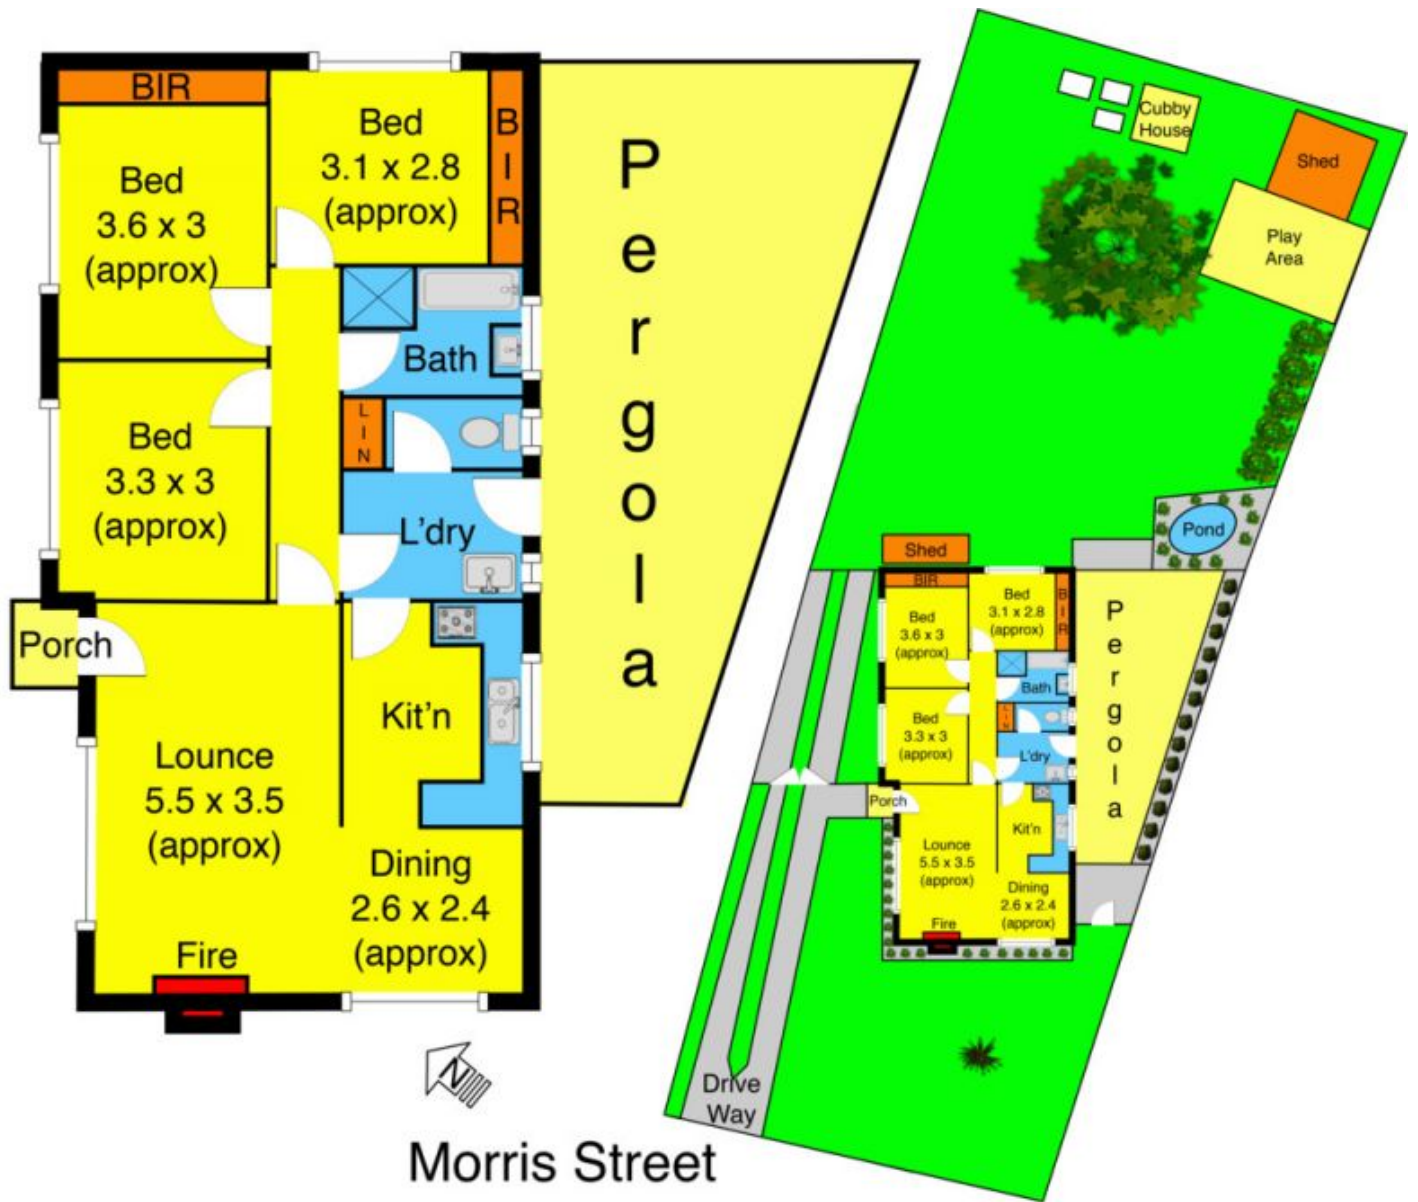 BIR
Bed
3.1 x 2.8
(approx)
B
I
R
Bed
3.6 x 3
(approx)
Bath
Bed
3.3 x 3
(approx)
L
I
N
L'dry
Porch
Kit'n
Lounce
5.5 x 3.5
(approx)
Dining
2.6 x 2.4
(approx)
Fire
P
e
r
g
o
l
a
N
Morris Street
Cubby
House
Shed
Play
Area
Pond
Shed
BIR
Bed
3.1 x 2.8
(approx)
B
I
R
Bed
3.6 x 3
(approx)
Bath
Bed
3.3 x 3
(approx)
L
I
N
L'dry
Porch
Kit'n
Lounce
5.5 x 3.5
(approx)
Dining
2.6 x 2.4
(approx)
Fire
P
e
r
g
o
l
a
Drive
Way